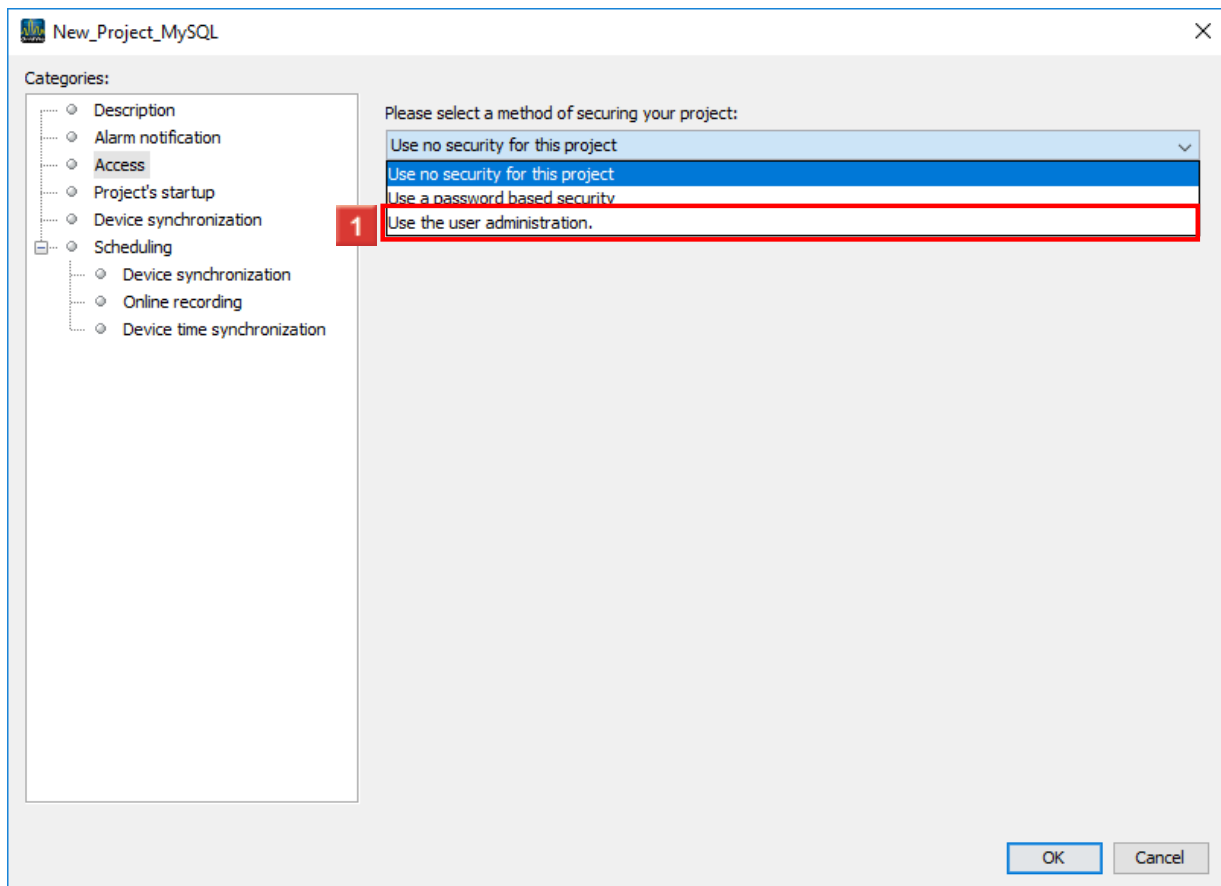 New_Project_MySQL
Categories:
Description
Alarm notification
Access
Project's startup
Device synchronization
Scheduling
Device synchronization
Online recording
Device time synchronization
Please select a method of securing your project:
Use no security for this project
Use no security for this project
Use a password based security
1
Use the user administration.
OK
Cancel